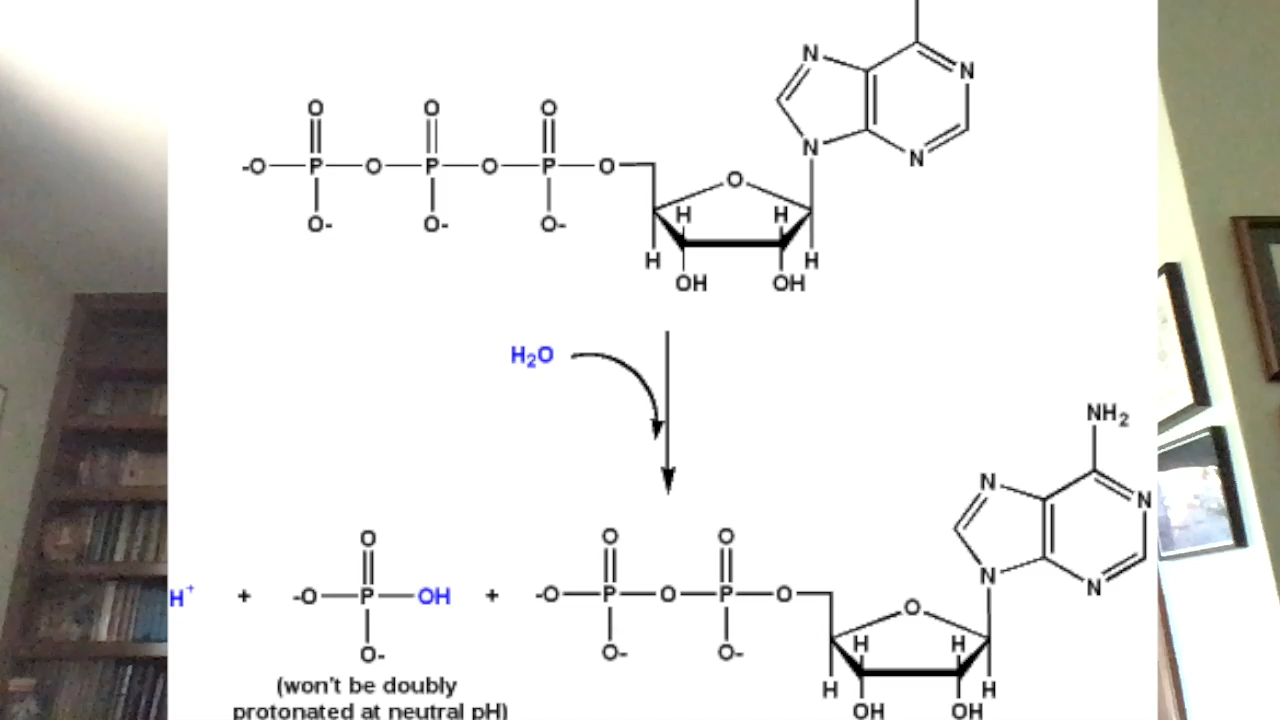 N N
O O O
-O P O P O P O N N
O
O- O- O- H H
H H
OH OH
H₂O
NH₂
N N
O O O
H⁺ + -O P OH + -O P O P O N N
O
O- O- O- H H
(won't be doubly H H
protonated at neutral pH) OH OH